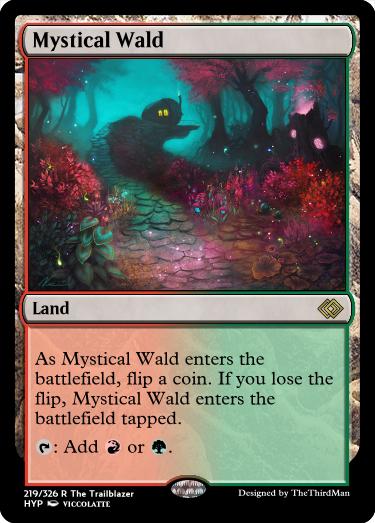 Mystical Wald
Land
As Mystical Wald enters the
battlefield, flip a coin. If you lose the
flip, Mystical Wald enters the
battlefield tapped.
: Add or .
219/326 R The Trailblazer
HYP VICCOLATTE
Designed by TheThirdMan